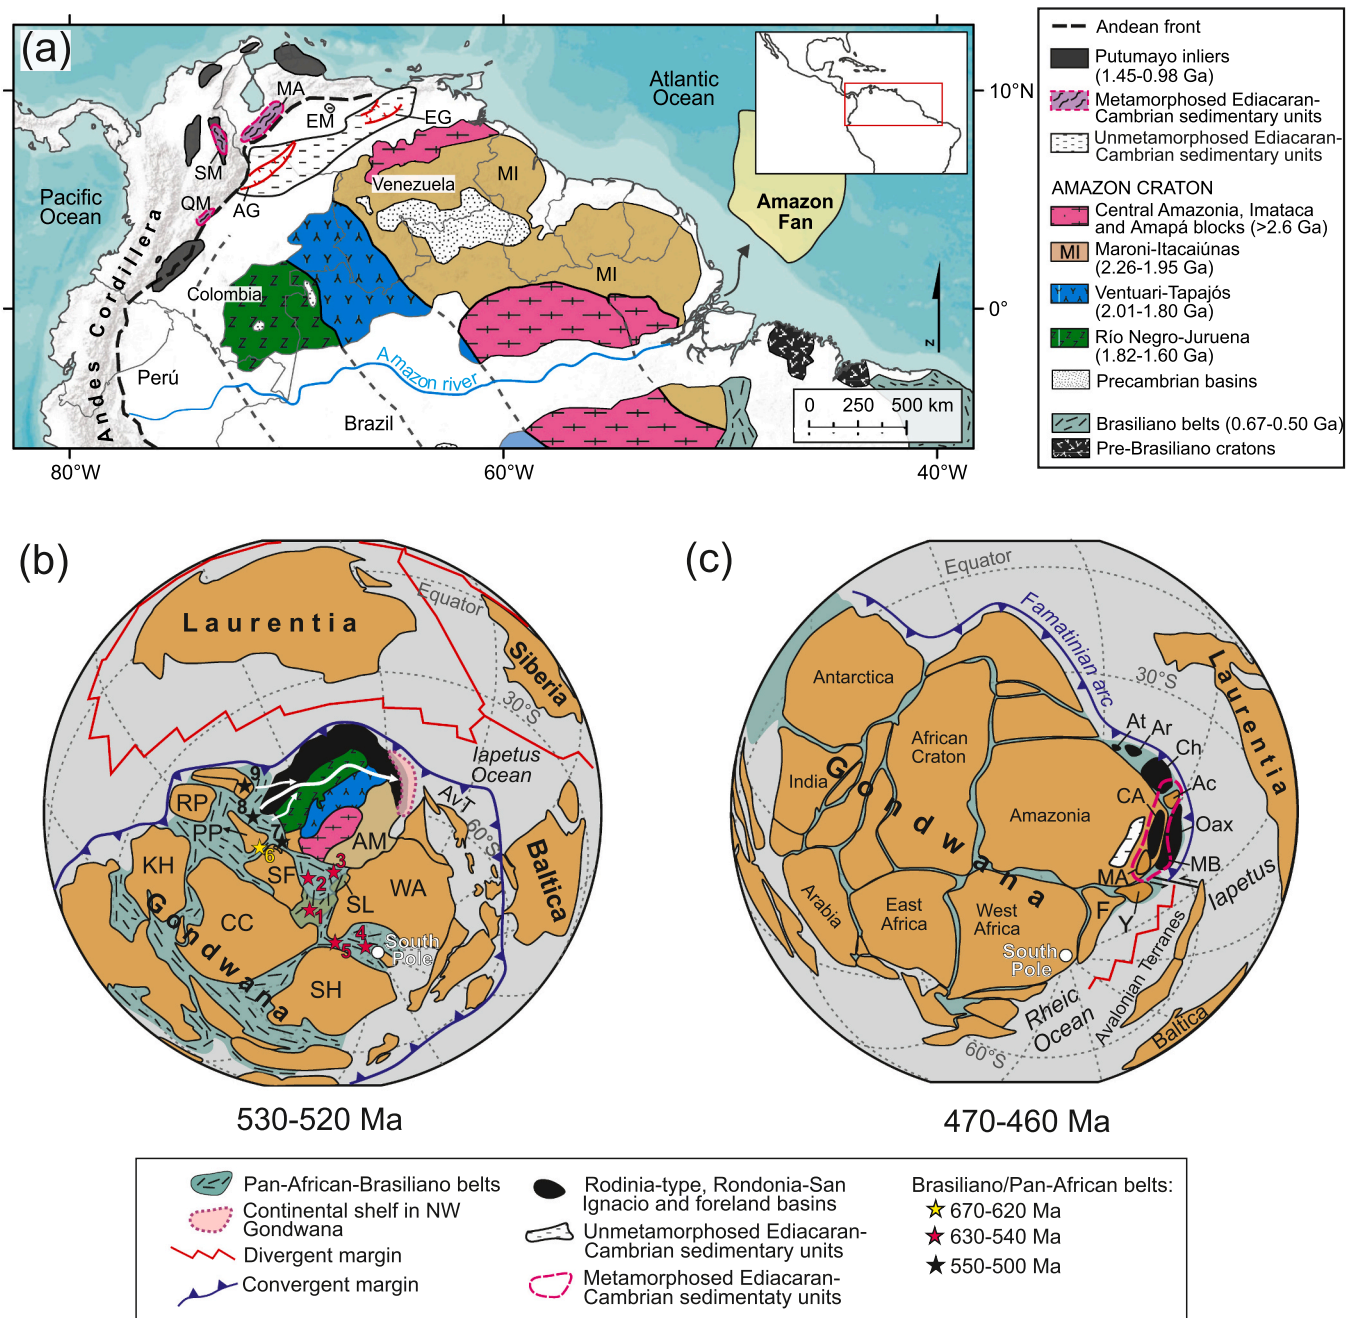 (a)
Atlantic
Ocean
Pacific
Ocean
MA
EM
EG
SM
QM
AG
Venezuela
MI
MI
Amazon
Fan
Colombia
Perú
Andes Cordillera
Amazon river
Brazil
10°N
0°
N
0 250 500 km
80°W
60°W
40°W
Andean front
Putumayo inliers
(1.45-0.98 Ga)
Metamorphosed Ediacaran-
Cambrian sedimentary units
Unmetamorphosed Ediacaran-
Cambrian sedimentary units
AMAZON CRATON
Central Amazonia, Imataca
and Amapá blocks (>2.6 Ga)
MI
Maroni-Itacaiúnas
(2.26-1.95 Ga)
Ventuari-Tapajós
(2.01-1.80 Ga)
Río Negro-Juruena
(1.82-1.60 Ga)
Precambrian basins
Brasiliano belts (0.67-0.50 Ga)
Pre-Brasiliano cratons
(b)
Laurentia
Equator
Siberia
30°S
Iapetus
Ocean
AvT
60°S
Baltica
9
8
7
6
RP
PP
KH
SF
AM
3
2
1
SL
WA
CC
4
5
South
Pole
SH
Gondwana
530-520 Ma
(c)
Equator
Famatinian arc
30°S
Laurentia
Antarctica
African
Craton
At
Ar
Ch
Ac
India
CA
Amazonia
Oax
MB
MA
Iapetus
Gondwana
Arabia
East
Africa
West
Africa
F
Y
South
Pole
Rheic
Ocean
Avalonian Terranes
Baltica
60°S
470-460 Ma
Pan-African-Brasiliano belts
Continental shelf in NW
Gondwana
Divergent margin
Convergent margin
Rodinia-type, Rondonia-San
Ignacio and foreland basins
Unmetamorphosed Ediacaran-
Cambrian sedimentary units
Metamorphosed Ediacaran-
Cambrian sedimentaty units
Brasiliano/Pan-African belts:
670-620 Ma
630-540 Ma
550-500 Ma